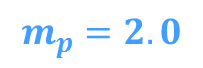 m_p = 2.0